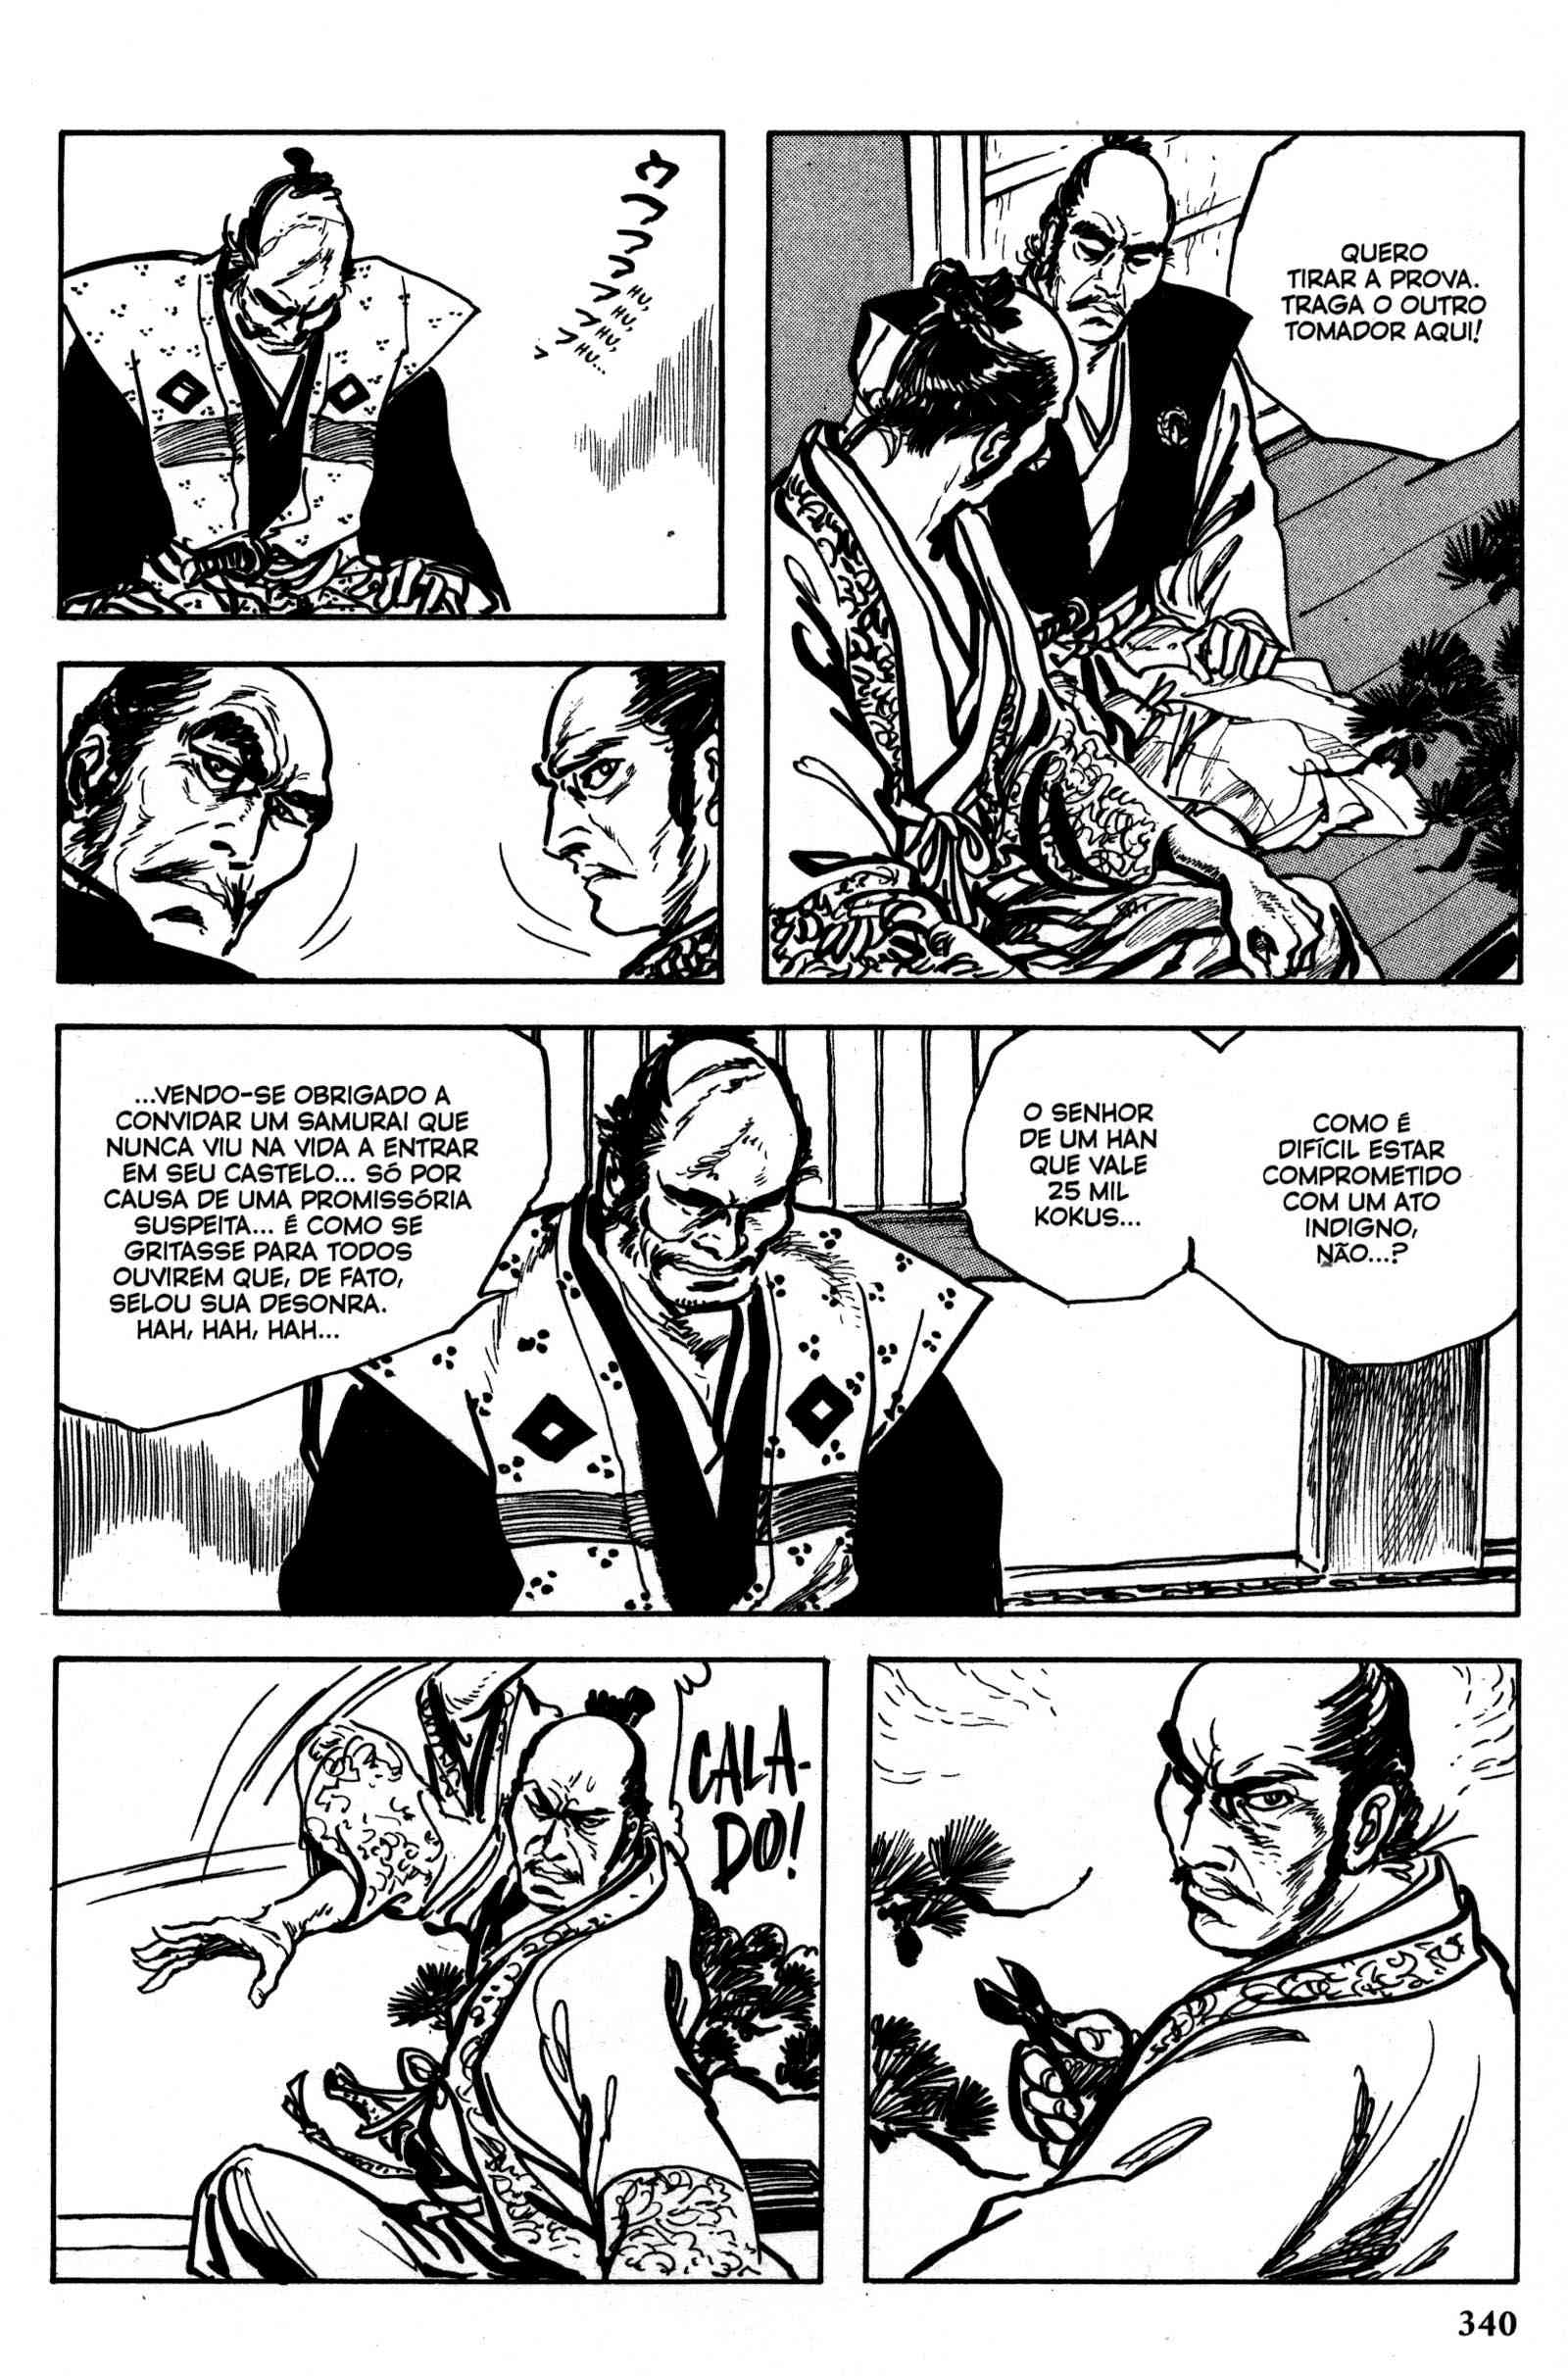 QUERO
TIRAR A PROVA.
TRAGA O OUTRO
TOMADOR AQUI!
ウフフフフフフ
HU,
HU,
HU,
HU...
COMO É
DIFÍCIL ESTAR
COMPROMETIDO
COM UM ATO
INDIGNO,
NÃO...?
O SENHOR
DE UM HAN
QUE VALE
25 MIL
KOKUS...
...VENDO-SE OBRIGADO A
CONVIDAR UM SAMURAI QUE
NUNCA VIU NA VIDA A ENTRAR
EM SEU CASTELO... SÓ POR
CAUSA DE UMA PROMISSÓRIA
SUSPEITA... É COMO SE
GRITASSE PARA TODOS
OUVIREM QUE, DE FATO,
SELOU SUA DESONRA.
HAH, HAH, HAH...
CALA-
DO!
340